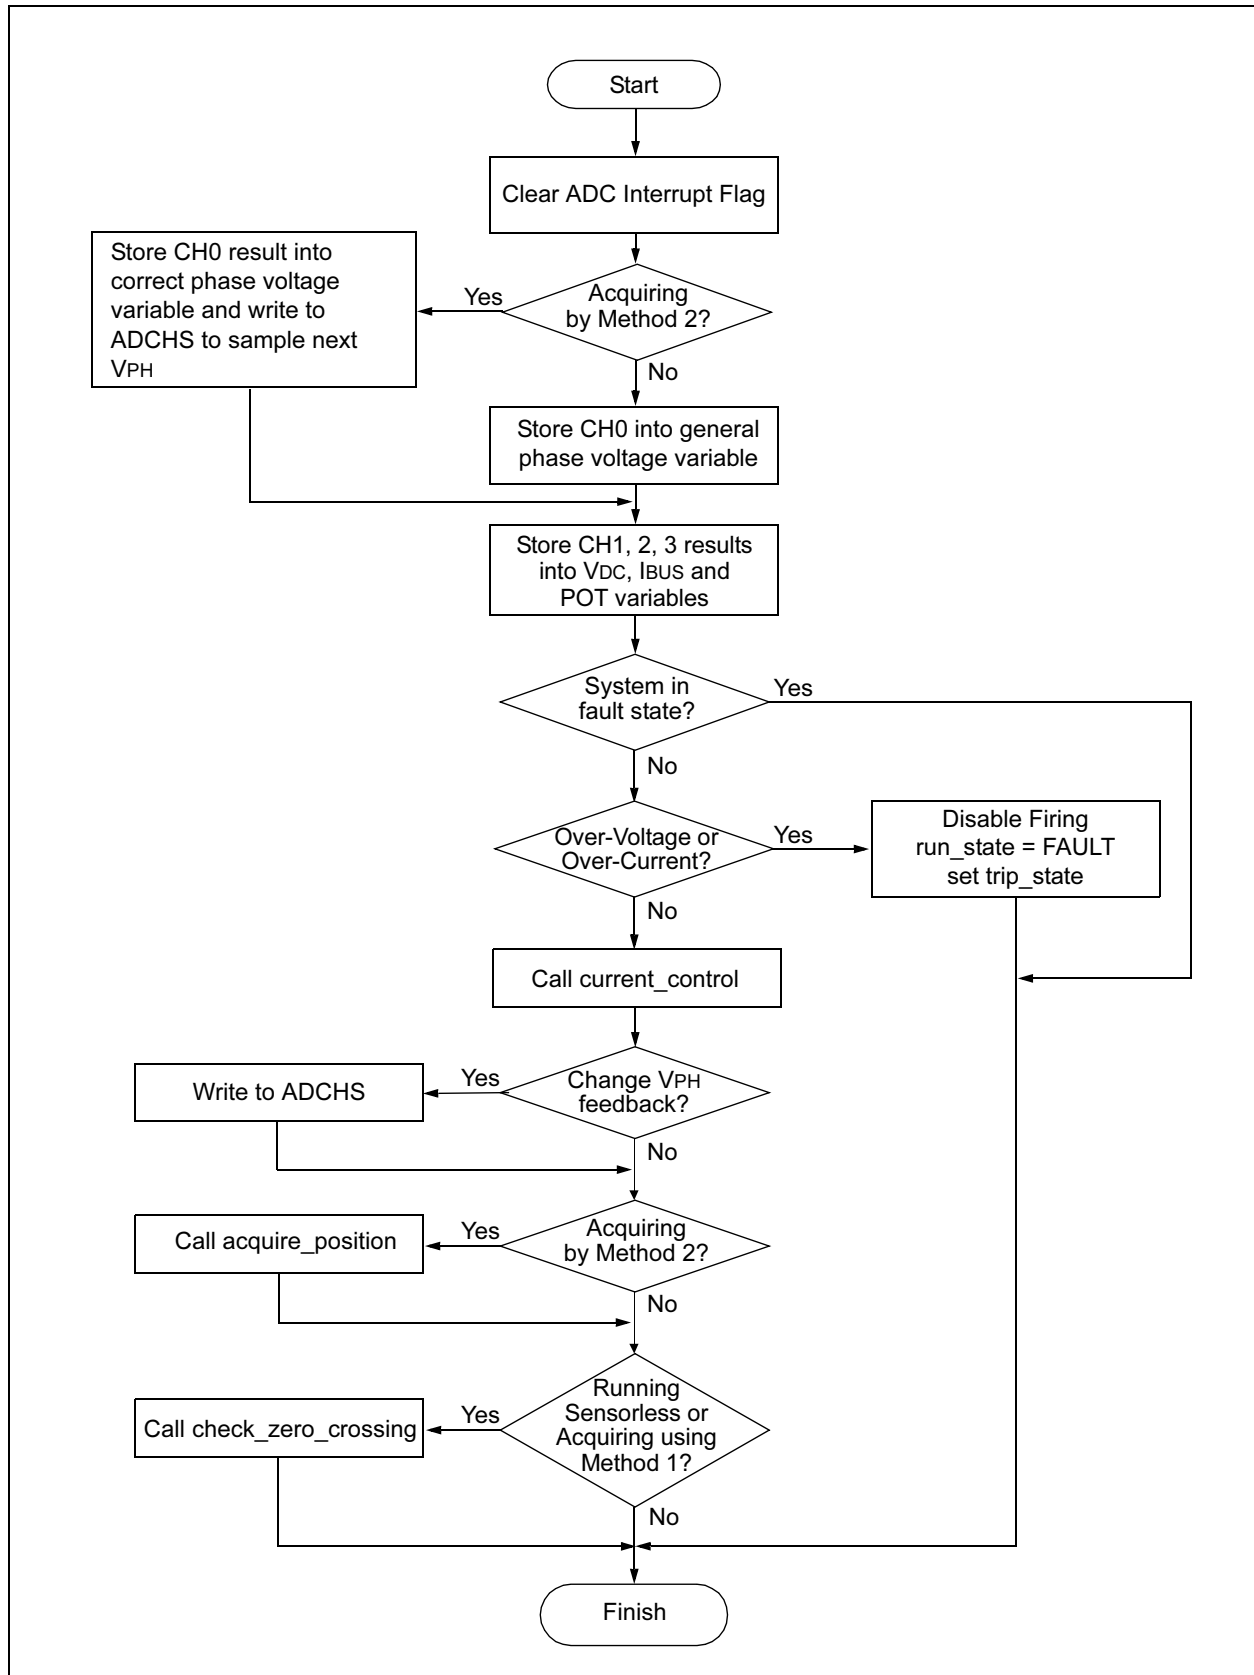 Start
Clear ADC Interrupt Flag
Store CH0 result into
correct phase voltage
variable and write to
ADCHS to sample next
VPH
Yes
Acquiring
by Method 2?
No
Store CH0 into general
phase voltage variable
Store CH1, 2, 3 results
into VDC, IBUS and
POT variables
System in
fault state?
Yes
No
Over-Voltage or
Over-Current?
Yes
Disable Firing
run_state = FAULT
set trip_state
No
Call current_control
Write to ADCHS
Yes
Change VPH
feedback?
No
Call acquire_position
Yes
Acquiring
by Method 2?
No
Call check_zero_crossing
Yes
Running
Sensorless or
Acquiring using
Method 1?
No
Finish